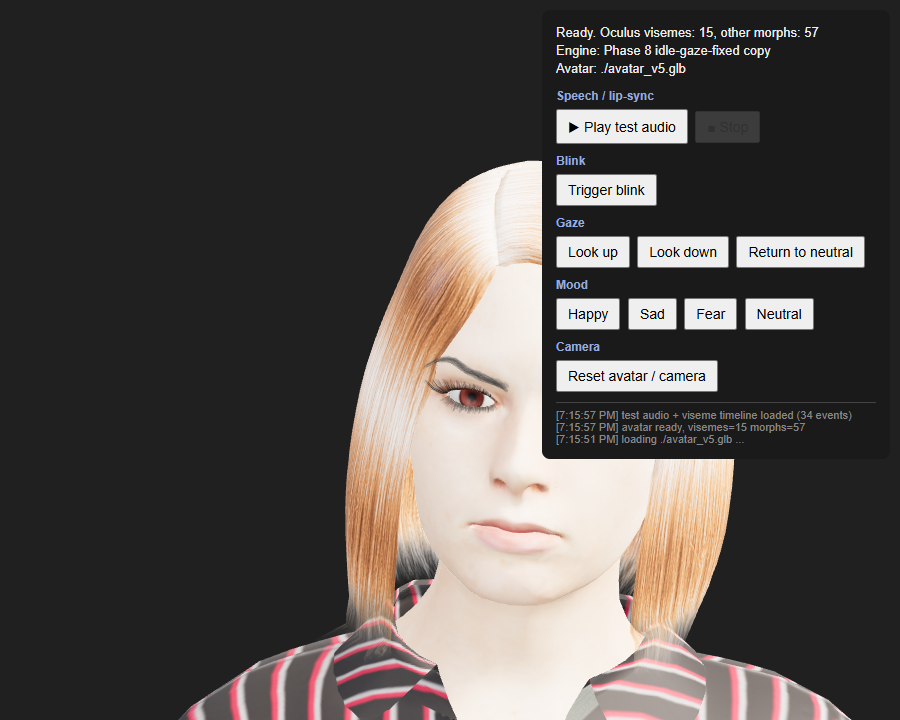 Ready. Oculus visemes: 15, other morphs: 57
Engine: Phase 8 idle-gaze-fixed copy
Avatar: ./avatar_v5.glb
Speech / lip-sync
▶ Play test audio ■ Stop
Blink
Trigger blink
Gaze
Look up Look down Return to neutral
Mood
Happy Sad Fear Neutral
Camera
Reset avatar / camera
[7:15:57 PM] test audio + viseme timeline loaded (34 events)
[7:15:57 PM] avatar ready, visemes=15 morphs=57
[7:15:51 PM] loading ./avatar_v5.glb ...